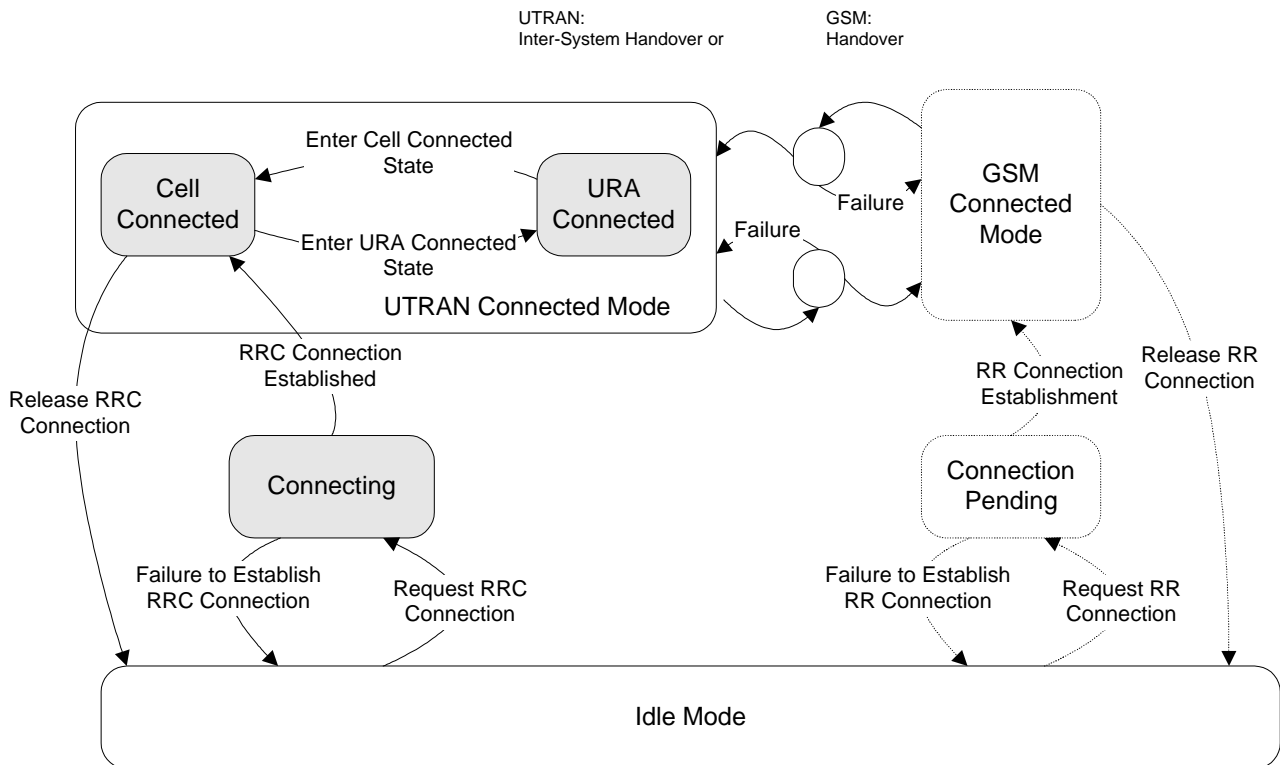 UTRAN:
Inter-System Handover or
GSM:
Handover
Enter Cell Connected
State
Cell
Connected
URA
Connected
Enter URA Connected
State
UTRAN Connected Mode
Failure
Failure
GSM
Connected
Mode
RRC Connection
Established
Release RRC
Connection
RR Connection
Establishment
Release RR
Connection
Connecting
Connection
Pending
Failure to Establish
RRC Connection
Request RRC
Connection
Failure to Establish
RR Connection
Request RR
Connection
Idle Mode